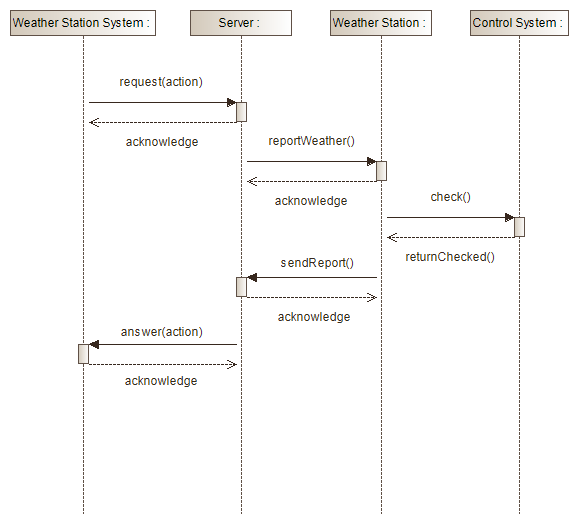 Weather Station System :
Server :
Weather Station :
Control System :
request(action)
acknowledge
reportWeather()
acknowledge
check()
returnChecked()
sendReport()
acknowledge
answer(action)
acknowledge